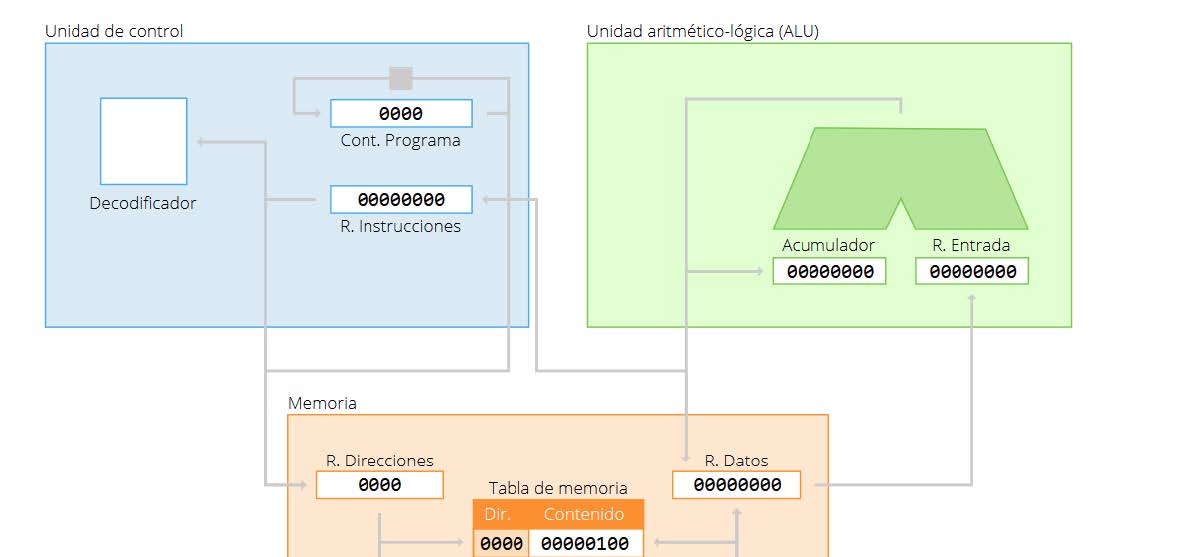 Unidad de control
Unidad aritmético-lógica (ALU)
0000
Cont. Programa
Decodificador
00000000
R. Instrucciones
Acumulador
R. Entrada
00000000
00000000
Memoria
R. Direcciones
0000
R. Datos
00000000
Tabla de memoria
Dir. Contenido
0000 00000100